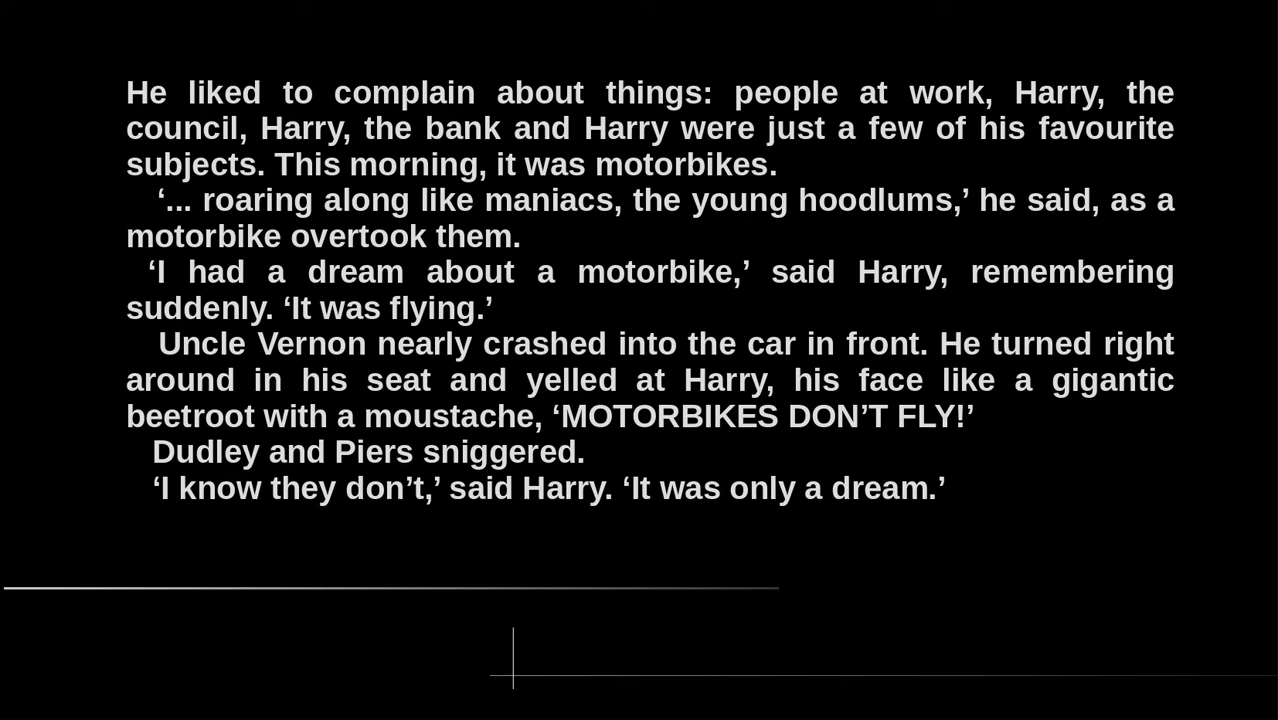 He liked to complain about things: people at work, Harry, the
council, Harry, the bank and Harry were just a few of his favourite
subjects. This morning, it was motorbikes.
‘... roaring along like maniacs, the young hoodlums,’ he said, as a
motorbike overtook them.
‘I had a dream about a motorbike,’ said Harry, remembering
suddenly. ‘It was flying.’
Uncle Vernon nearly crashed into the car in front. He turned right
around in his seat and yelled at Harry, his face like a gigantic
beetroot with a moustache, ‘MOTORBIKES DON’T FLY!’
Dudley and Piers sniggered.
‘I know they don’t,’ said Harry. ‘It was only a dream.’